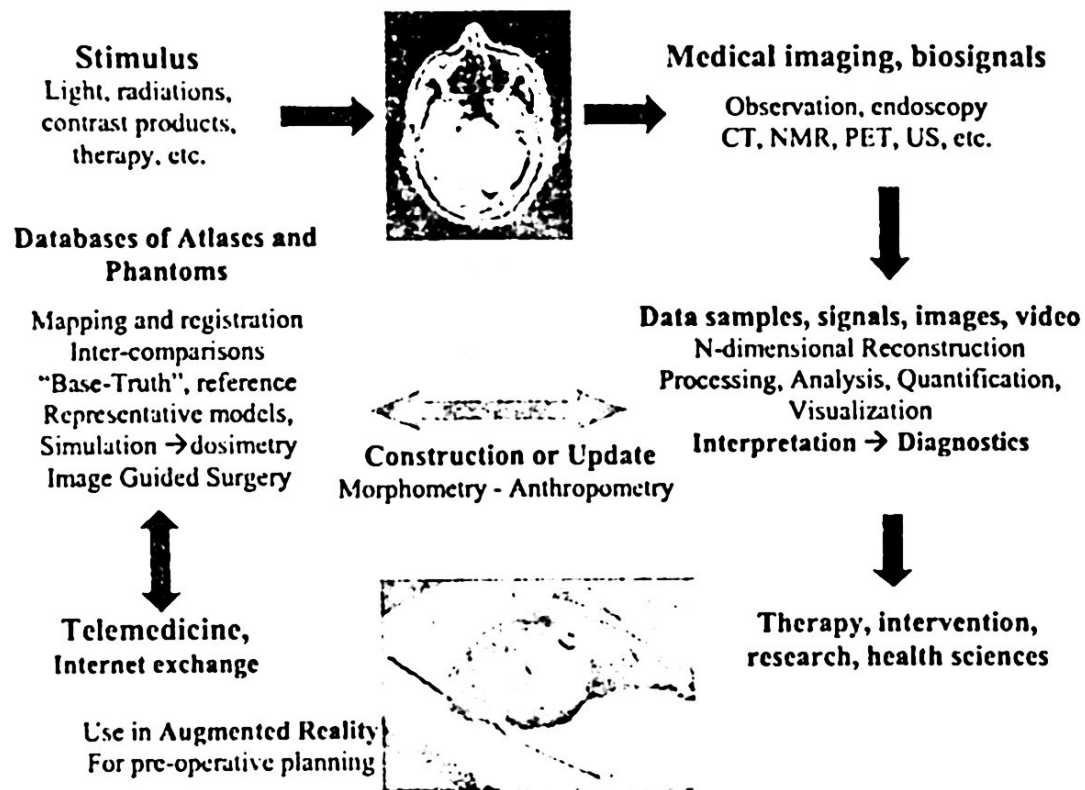 Stimulus
Light, radiations,
contrast products,
therapy, etc.
Medical imaging, biosignals
Observation, endoscopy
CT, NMR, PET, US, etc.
Databases of Atlases and
Phantoms
Mapping and registration
Inter-comparisons
“Base-Truth”, reference
Representative models,
Simulation → dosimetry
Image Guided Surgery
Data samples, signals, images, video
N-dimensional Reconstruction
Processing, Analysis, Quantification,
Visualization
Interpretation → Diagnostics
Construction or Update
Morphometry - Anthropometry
Telemedicine,
Internet exchange
Therapy, intervention,
research, health sciences
Use in Augmented Reality
For pre-operative planning